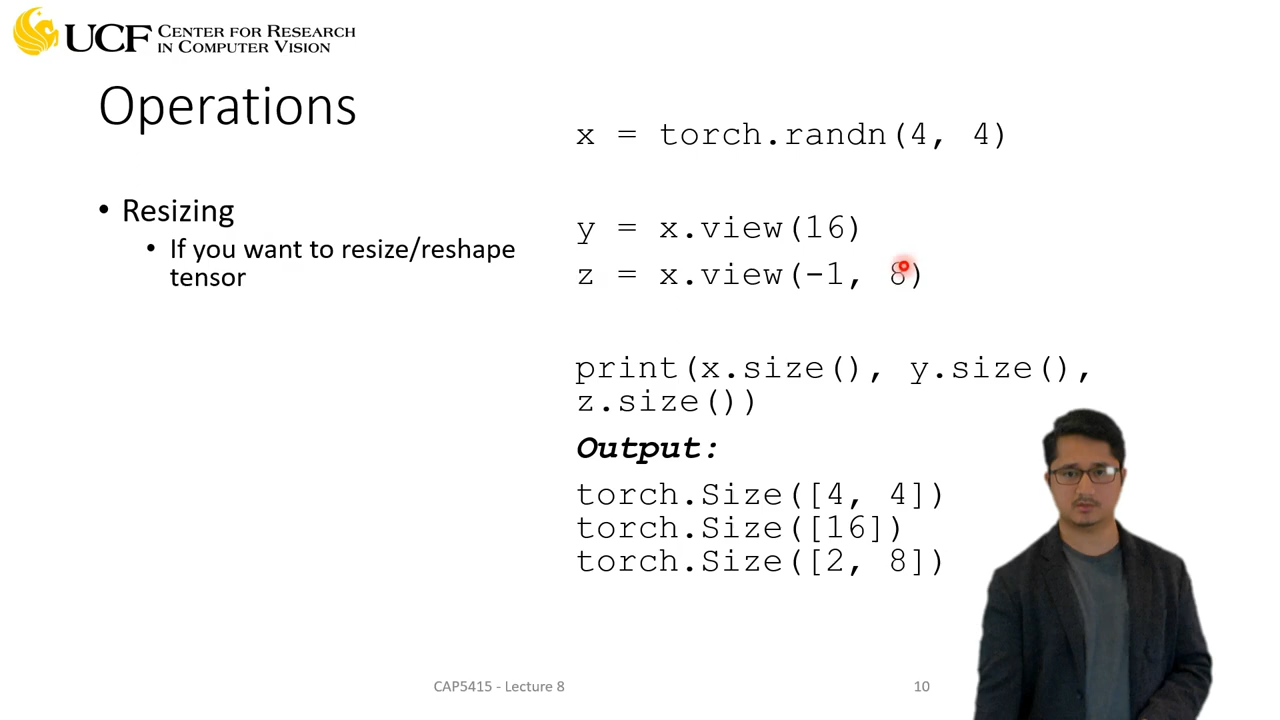 UCF CENTER FOR RESEARCH
IN COMPUTER VISION
Operations
• Resizing
• If you want to resize/reshape
tensor
x = torch.randn(4, 4)
y = x.view(16)
z = x.view(-1, 8)
print(x.size(), y.size(),
z.size())
Output:
torch.Size([4, 4])
torch.Size([16])
torch.Size([2, 8])
CAP5415 - Lecture 8
10